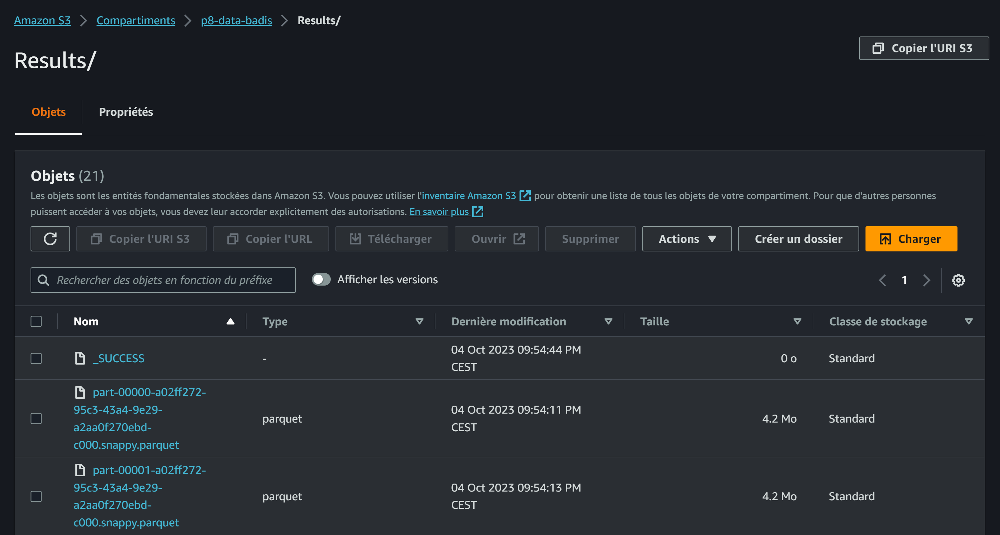 Amazon S3 > Compartiments > p8-data-badis > Results/
Copier l'URI S3
Results/
Objets
Propriétés
Objets (21)
Les objets sont les entités fondamentales stockées dans Amazon S3. Vous pouvez utiliser l'inventaire Amazon S3 pour obtenir une liste de tous les objets de votre compartiment. Pour que d'autres personnes
puissent accéder à vos objets, vous devez leur accorder explicitement des autorisations. En savoir plus
Copier l'URI S3
Copier l'URL
Télécharger
Ouvrir
Supprimer
Actions
Créer un dossier
Charger
Rechercher des objets en fonction du préfixe
Afficher les versions
1
Nom
Type
Dernière modification
Taille
Classe de stockage
_SUCCESS
-
04 Oct 2023 09:54:44 PM
CEST
0 o
Standard
part-00000-a02ff272-
95c3-43a4-9e29-
a2aa0f270ebd-
c000.snappy.parquet
parquet
04 Oct 2023 09:54:11 PM
CEST
4.2 Mo
Standard
part-00001-a02ff272-
95c3-43a4-9e29-
a2aa0f270ebd-
c000.snappy.parquet
parquet
04 Oct 2023 09:54:13 PM
CEST
4.2 Mo
Standard